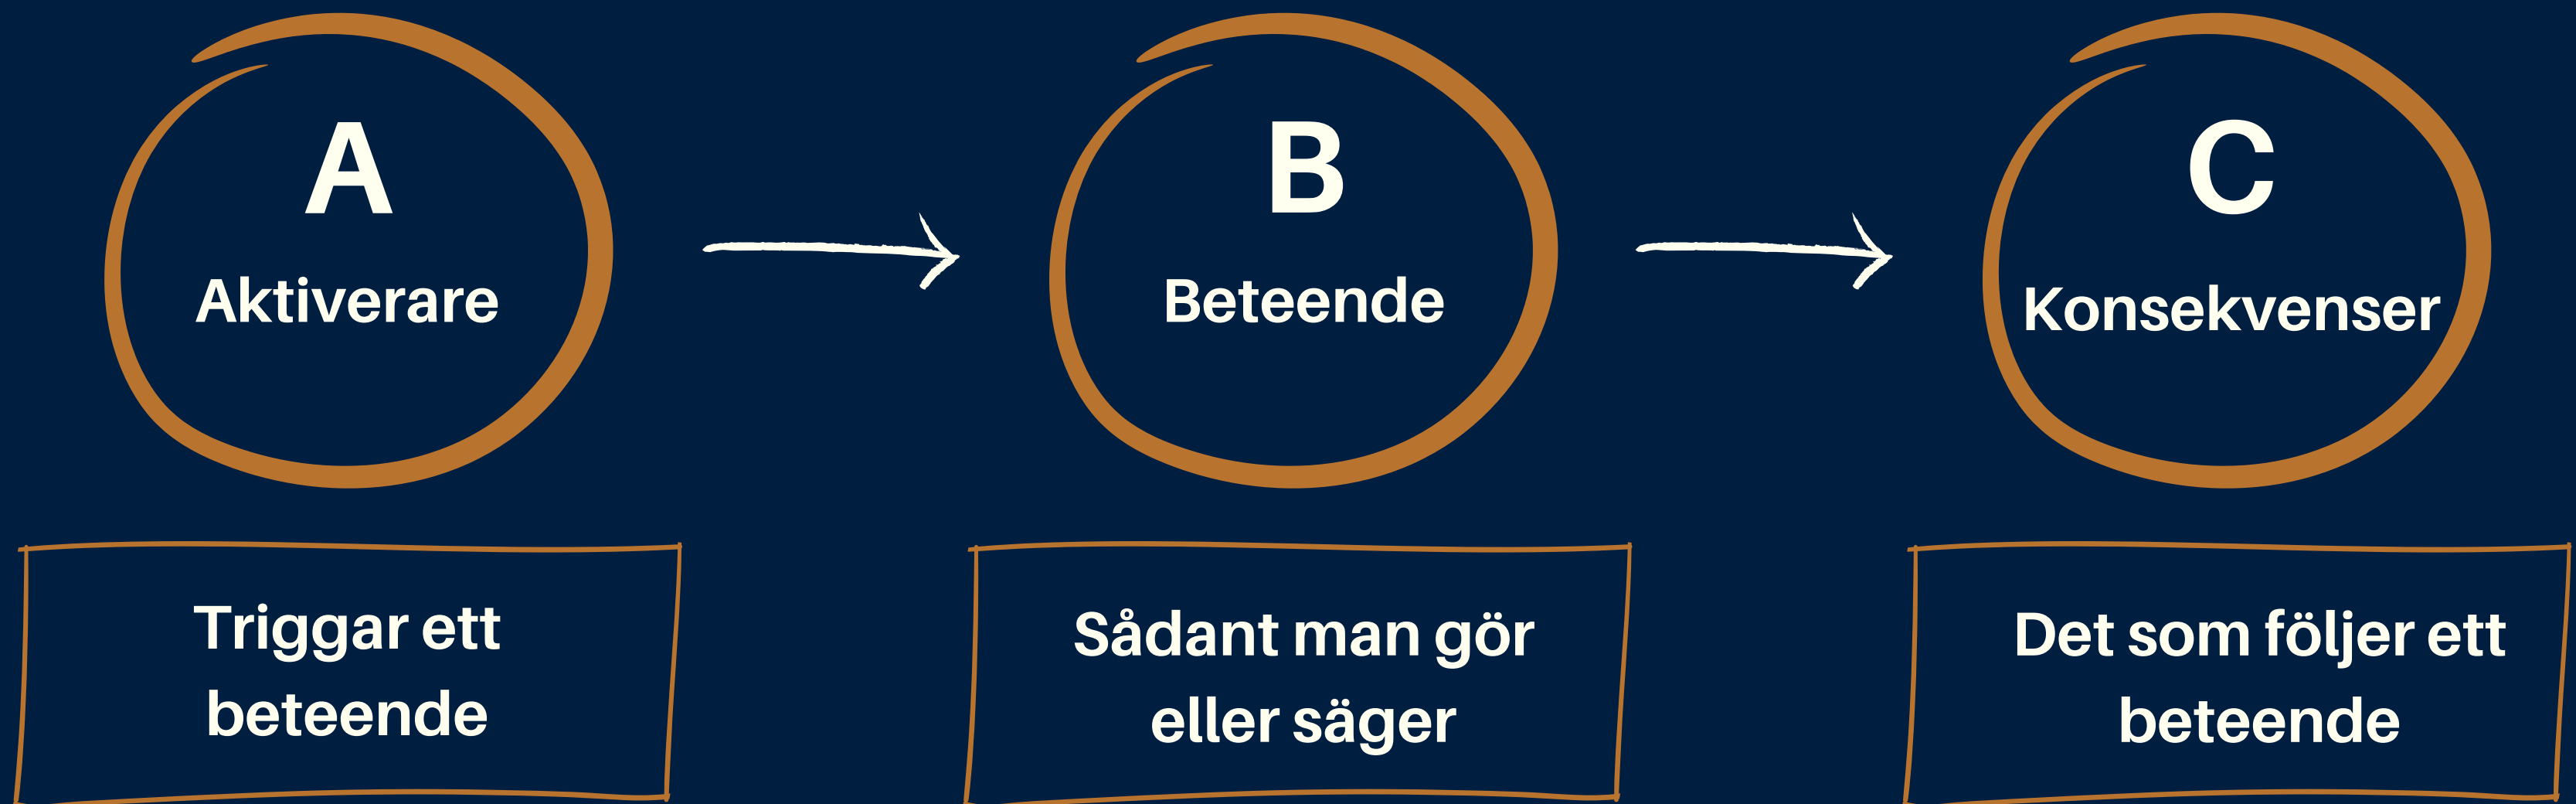 A
Aktiverare
B
Beteende
C
Konsekvenser
Triggar ett
beteende
Sådant man gör
eller säger
Det som följer ett
beteende